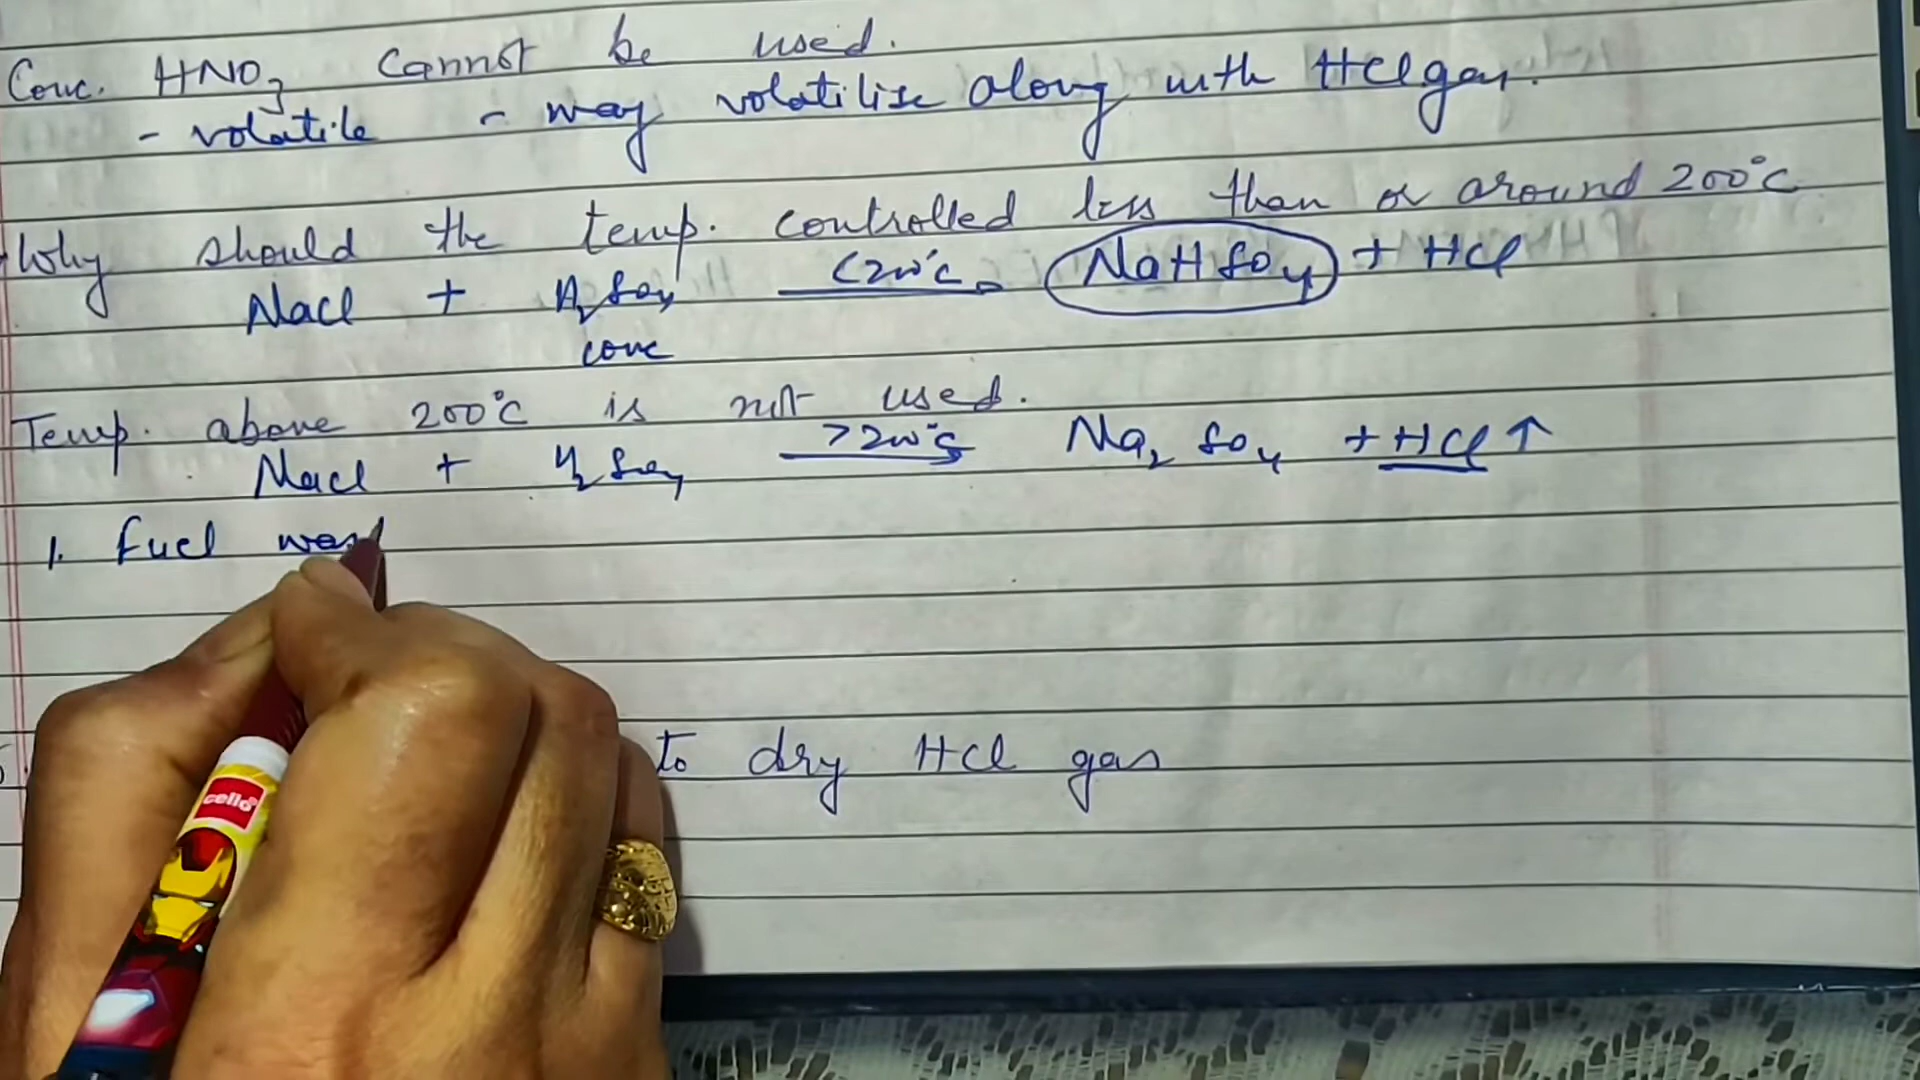 Conc. HNO3 cannot be used.
- volatile - may volatilise along with HCl gas.
Why should the temp. controlled less than or around 200°C
NaCl + H2SO4 <200°C NaHSO4 + HCl
conc
Temp. above 200°C is not used.
NaCl + H2SO4 >200°C Na2SO4 + HCl ↑
1. Fuel wast
to dry HCl gas
cello